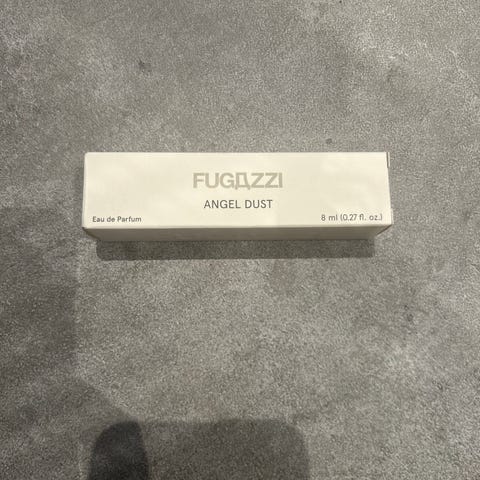 FUGAZZI
ANGEL DUST
Eau de Parfum
8 ml (0.27 fl. oz.)